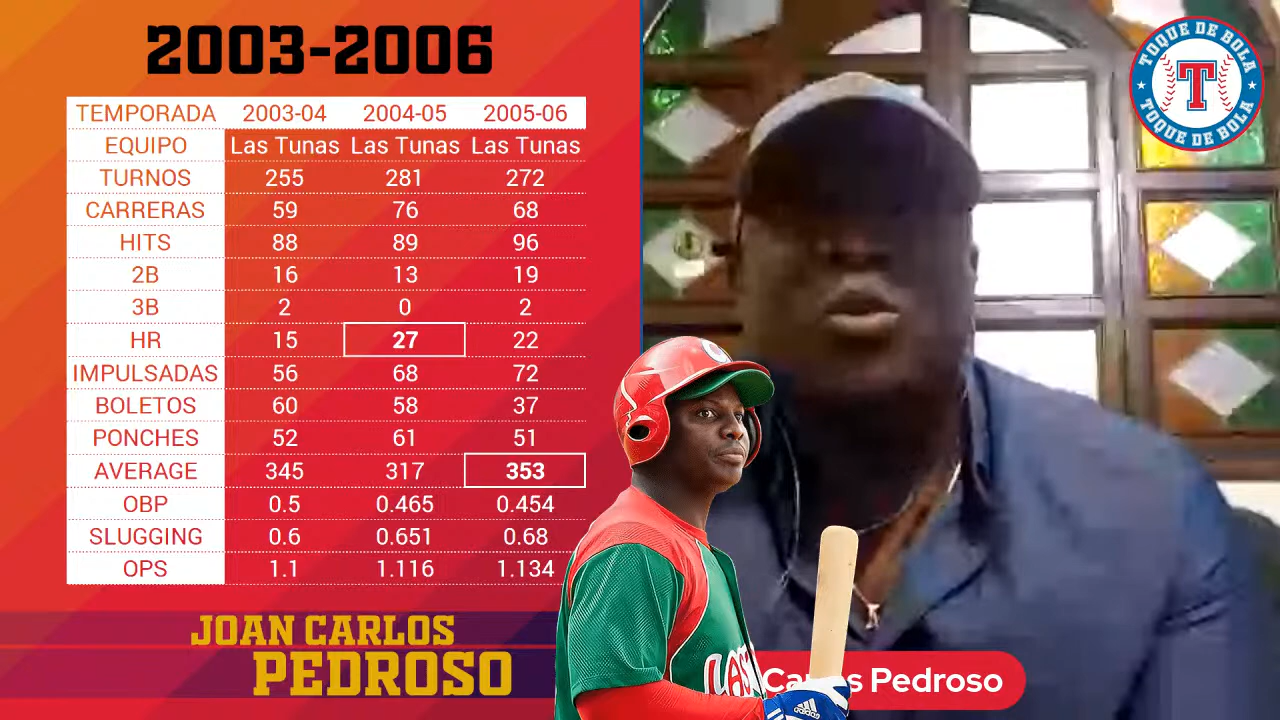 2003-2006
TEMPORADA 2003-04 2004-05 2005-06
EQUIPO Las Tunas Las Tunas Las Tunas
TURNOS 255 281 272
CARRERAS 59 76 68
HITS 88 89 96
2B 16 13 19
3B 2 0 2
HR 15 27 22
IMPULSADAS 56 68 72
BOLETOS 60 58 37
PONCHES 52 61 51
AVERAGE 345 317 353
OBP 0.5 0.465 0.454
SLUGGING 0.6 0.651 0.68
OPS 1.1 1.116 1.134
JOAN CARLOS
PEDROSO
TOQUE DE BOLA
T
TOQUE DE BOLA
Pedroso